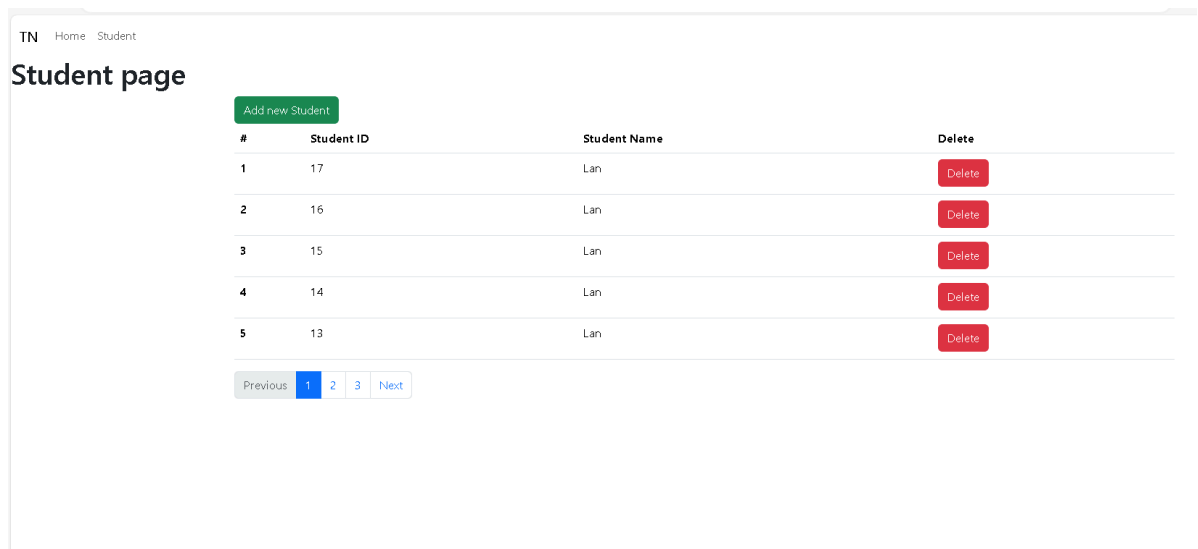 TN Home Student
Student page
Add new Student
# Student ID Student Name Delete
1 17 Lan Delete
2 16 Lan Delete
3 15 Lan Delete
4 14 Lan Delete
5 13 Lan Delete
Previous 1 2 3 Next